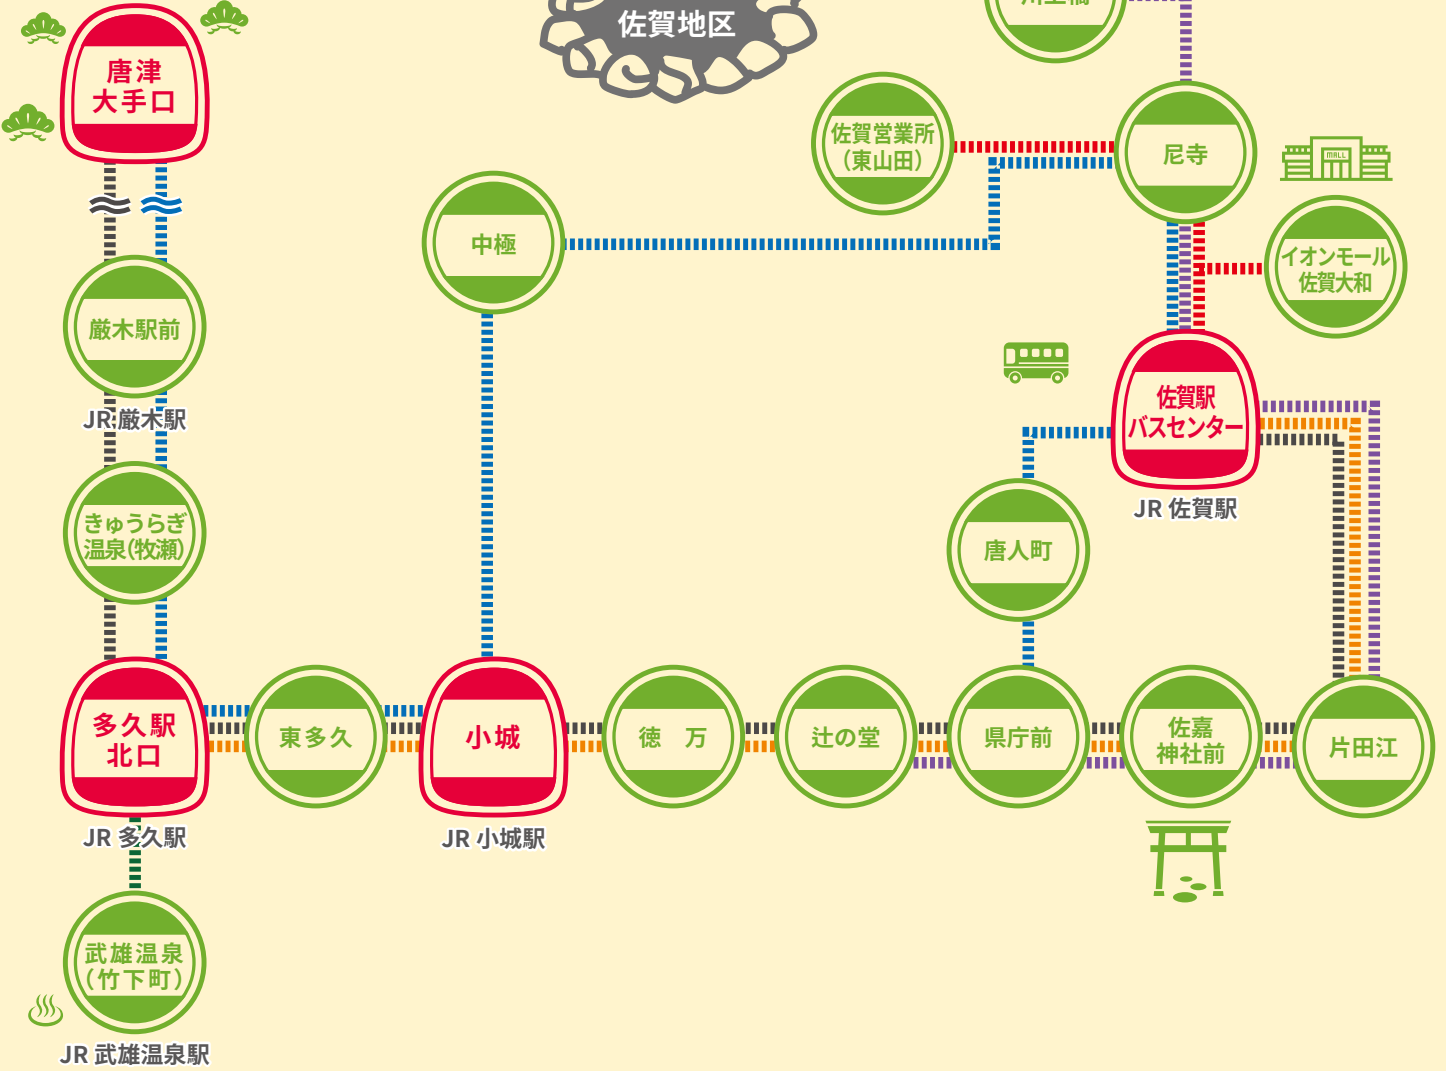 佐賀地区
唐津
大手口
佐賀営業所
（東山田）
尼寺
MALL
中極
イオンモール
佐賀大和
厳木駅前
JR 厳木駅
佐賀駅
バスセンター
JR 佐賀駅
きゅうらぎ
温泉(牧瀬)
唐人町
多久駅
北口
JR 多久駅
東多久
小城
JR 小城駅
徳　万
辻の堂
県庁前
佐嘉
神社前
片田江
武雄温泉
（竹下町）
JR 武雄温泉駅